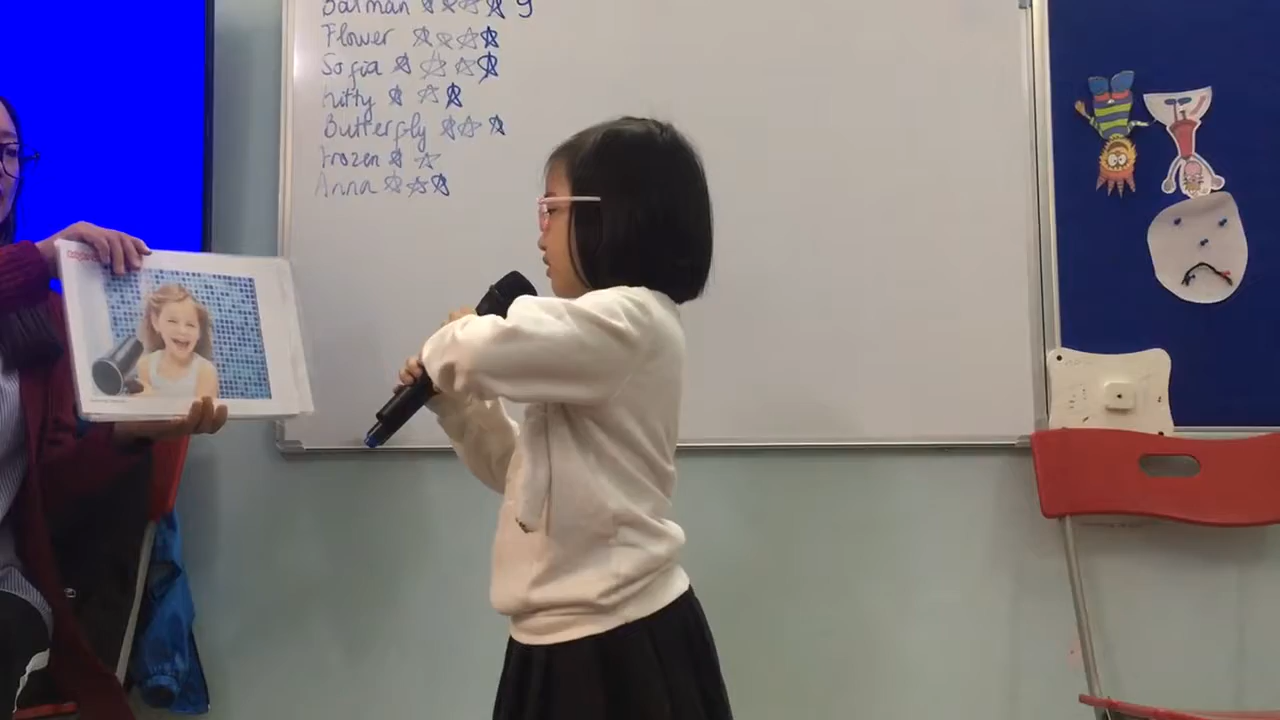 Batman 9
Flower
Sofia
Kitty
Butterfly
Frozen
Anna